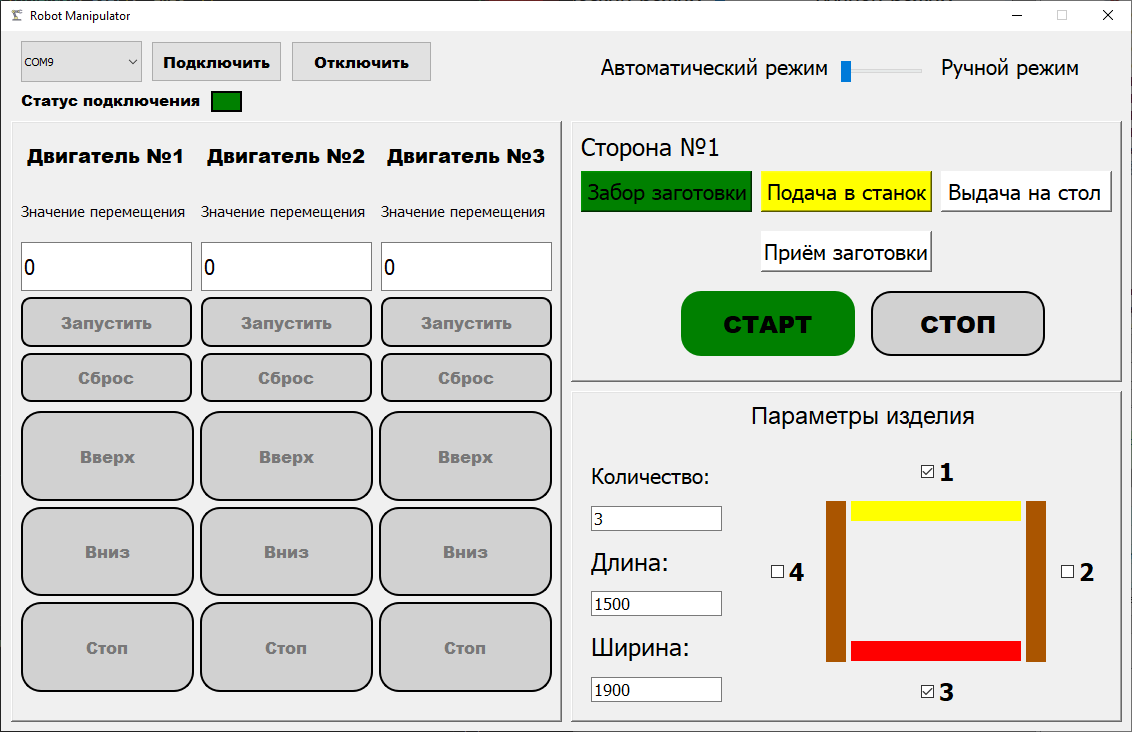 Robot Manipulator
COM9 Подключить Отключить
Автоматический режим Ручной режим
Статус подключения
Двигатель №1 Двигатель №2 Двигатель №3
Значение перемещения Значение перемещения Значение перемещения
0 0 0
Запустить Запустить Запустить
Сброс Сброс Сброс
Вверх Вверх Вверх
Вниз Вниз Вниз
Стоп Стоп Стоп
Сторона №1
Забор заготовки Подача в станок Выдача на стол
Приём заготовки
СТАРТ СТОП
Параметры изделия
Количество:
3
Длина:
1500
Ширина:
1900
1
4 2
3